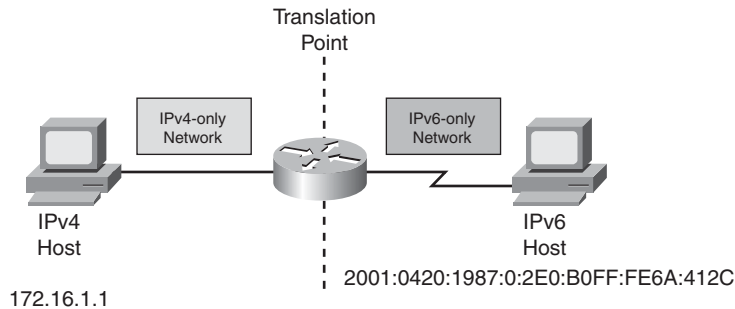 Translation
Point
IPv4-only
Network
IPv6-only
Network
IPv4
Host
IPv6
Host
172.16.1.1
2001:0420:1987:0:2E0:B0FF:FE6A:412C